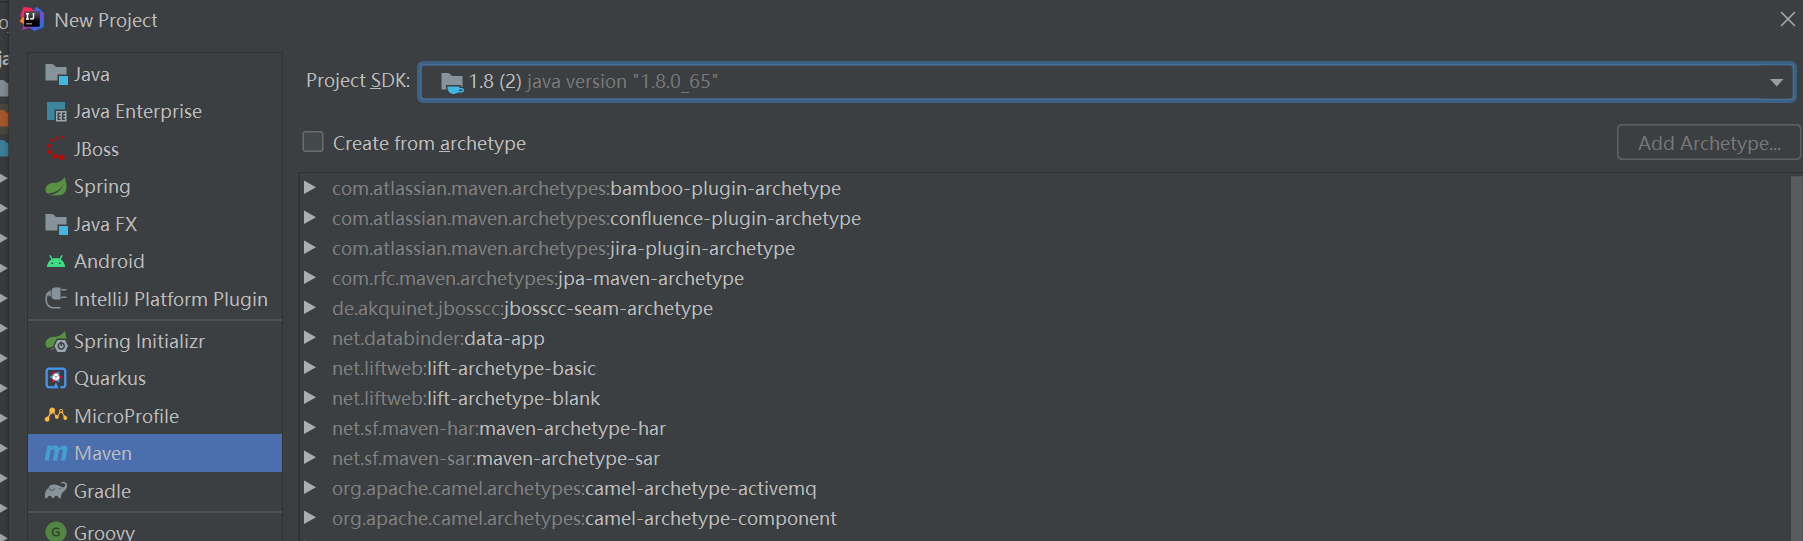 New Project
Java
Java Enterprise
JBoss
Spring
Java FX
Android
IntelliJ Platform Plugin
Spring Initializr
Quarkus
MicroProfile
Maven
Gradle
Groovy
Project SDK: 1.8 (2) java version "1.8.0_65"
Create from archetype
Add Archetype...
com.atlassian.maven.archetypes:bamboo-plugin-archetype
com.atlassian.maven.archetypes:confluence-plugin-archetype
com.atlassian.maven.archetypes:jira-plugin-archetype
com.rfc.maven.archetypes:jpa-maven-archetype
de.akquinet.jbosscc:jbosscc-seam-archetype
net.databinder:data-app
net.liftweb:lift-archetype-basic
net.liftweb:lift-archetype-blank
net.sf.maven-har:maven-archetype-har
net.sf.maven-sar:maven-archetype-sar
org.apache.camel.archetypes:camel-archetype-activemq
org.apache.camel.archetypes:camel-archetype-component